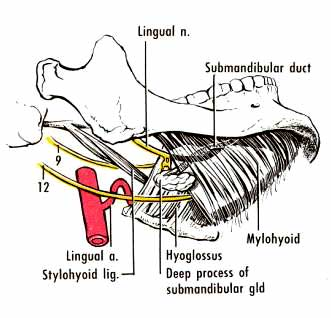 Lingual n.
Submandibular duct
9
12
Mylohyoid
Lingual a.
Hyoglossus
Stylohyoid lig.
Deep process of
submandibular gld